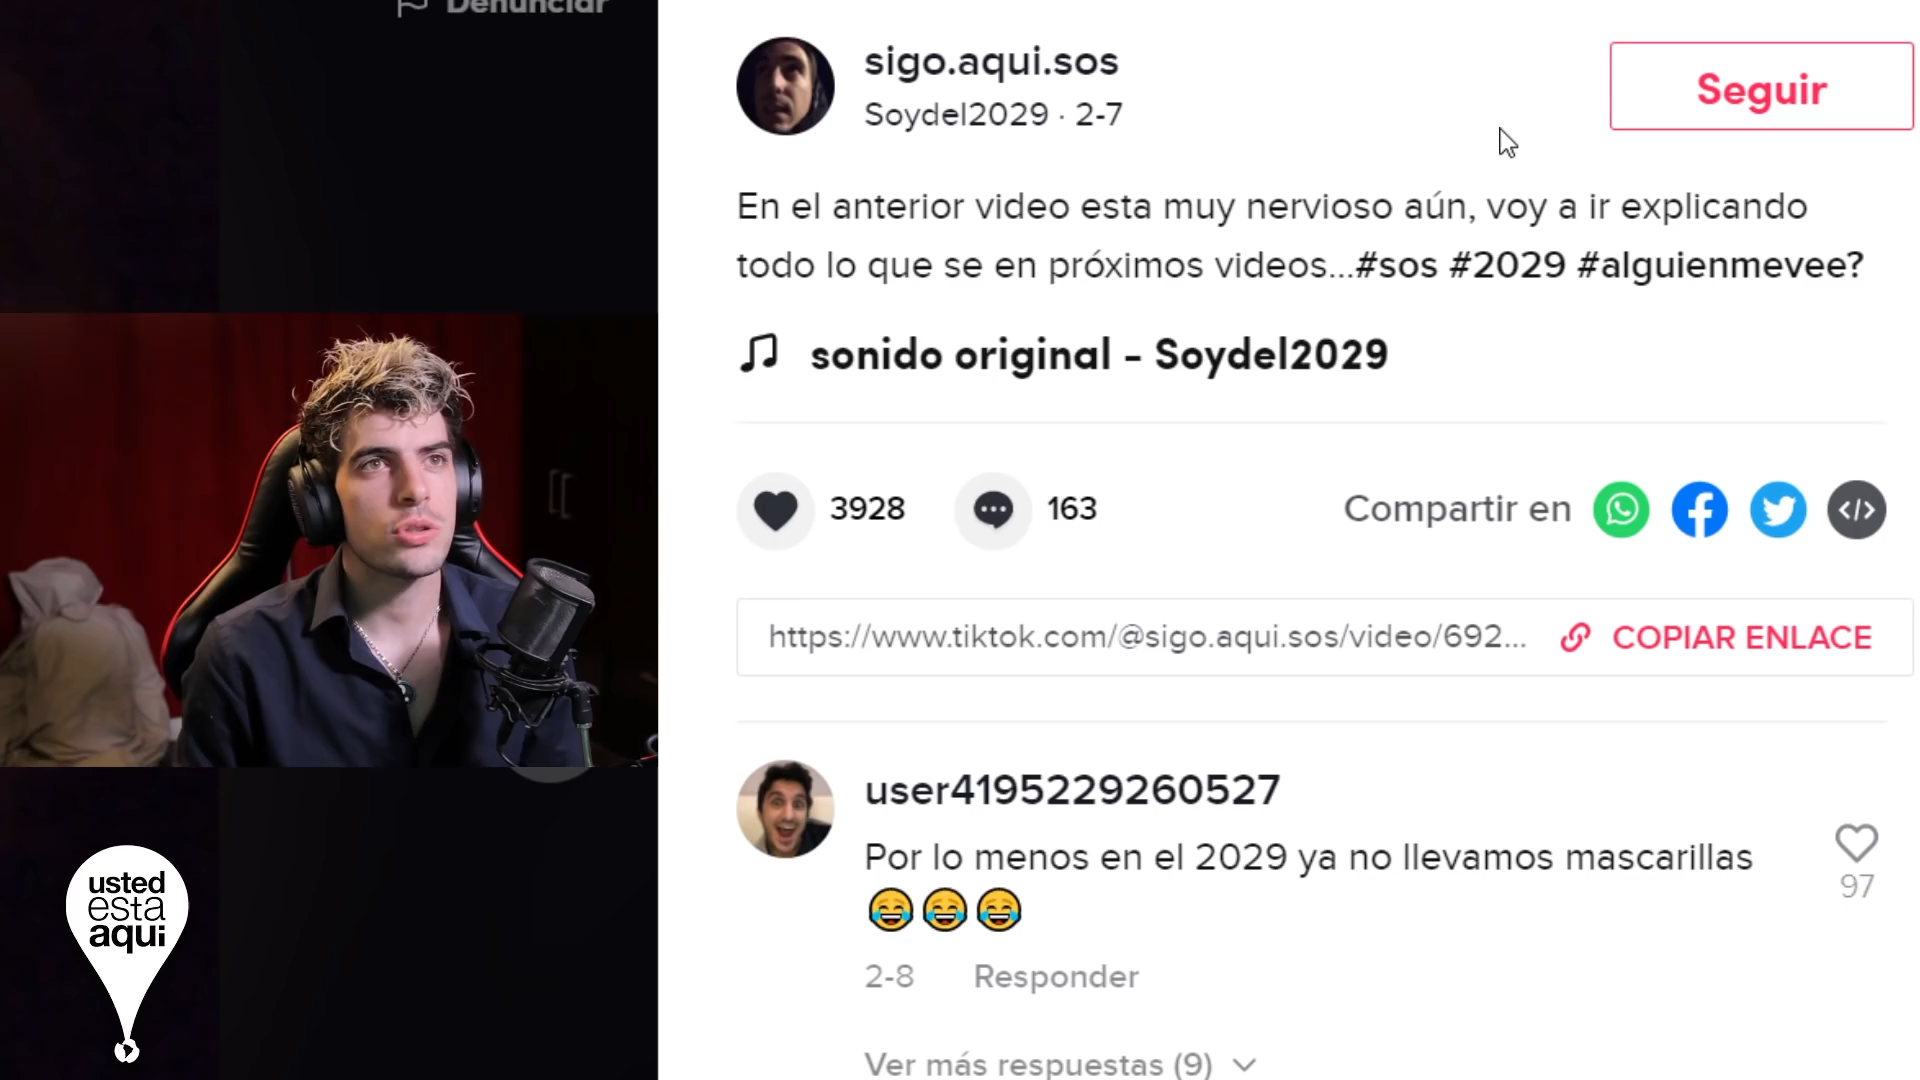 Denunciar
sigo.aqui.sos
Soydel2029 · 2-7
Seguir
En el anterior video esta muy nervioso aún, voy a ir explicando
todo lo que se en próximos videos...#sos #2029 #alguienmevee?
sonido original - Soydel2029
3928
163
Compartir en
https://www.tiktok.com/@sigo.aqui.sos/video/692...
COPIAR ENLACE
user4195229260527
Por lo menos en el 2029 ya no llevamos mascarillas
😂😂😂
97
2-8
Responder
Ver más respuestas (9)
usted
esta
aqui